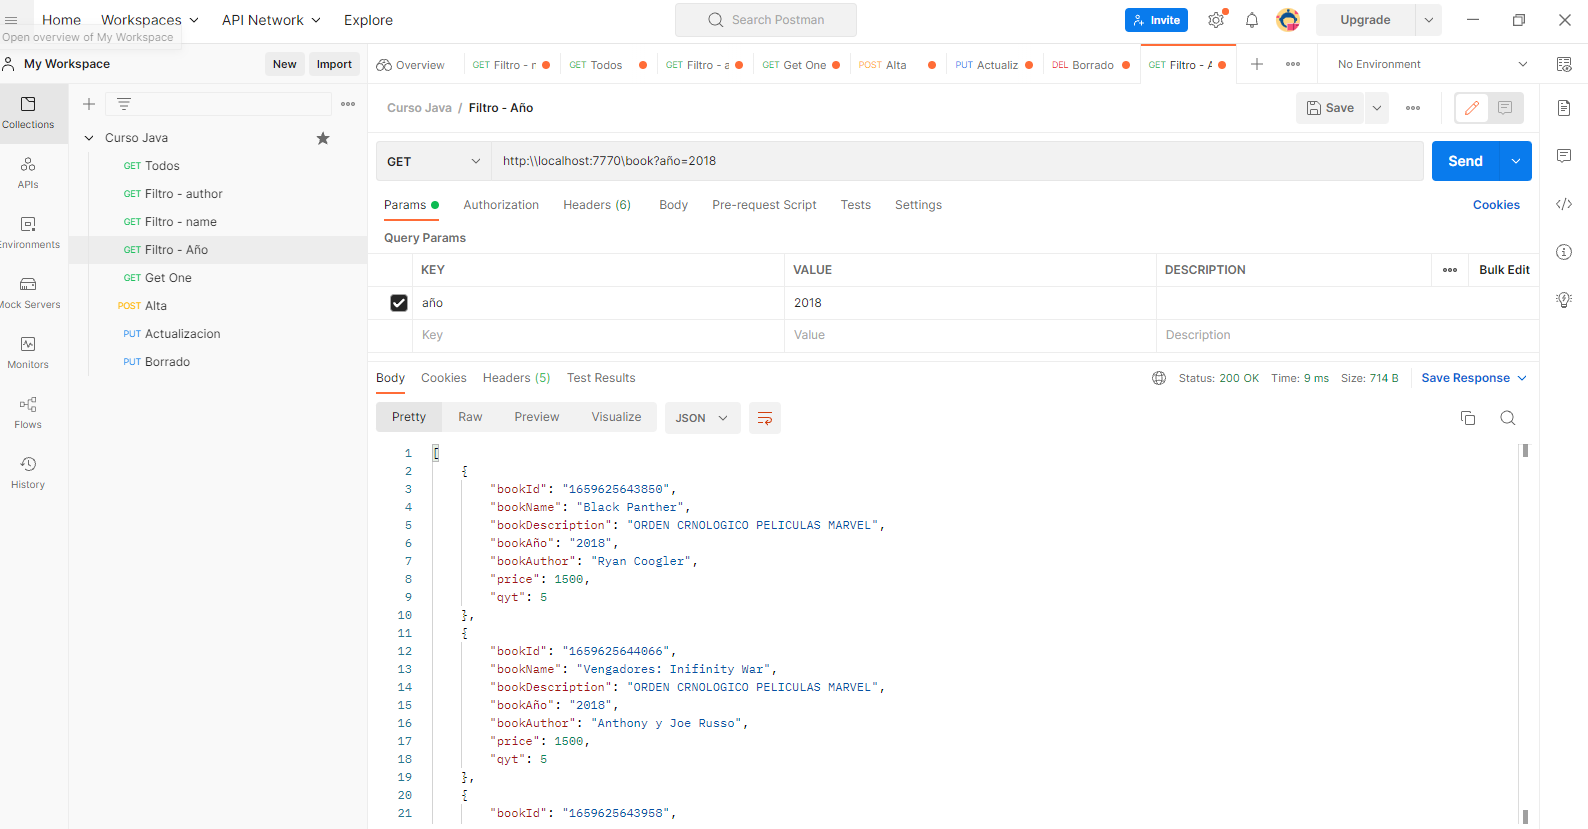 Home Workspaces API Network Explore Search Postman Invite Upgrade
Open overview of My Workspace
My Workspace New Import
Overview GET Filtro - r GET Todos GET Filtro - a GET Get One POST Alta PUT Actualiz DEL Borrado GET Filtro - A No Environment
Collections
APIs
Environments
Mock Servers
Monitors
Flows
History
Curso Java
GET Todos
GET Filtro - author
GET Filtro - name
GET Filtro - Año
GET Get One
POST Alta
PUT Actualizacion
PUT Borrado
Curso Java / Filtro - Año Save
GET http:\\localhost:7770\book?año=2018 Send
Params Authorization Headers (6) Body Pre-request Script Tests Settings Cookies
Query Params
KEY VALUE DESCRIPTION Bulk Edit
año 2018
Key Value Description
Body Cookies Headers (5) Test Results Status: 200 OK Time: 9 ms Size: 714 B Save Response
Pretty Raw Preview Visualize JSON
1 [
2 {
3 "bookId": "1659625643850",
4 "bookName": "Black Panther",
5 "bookDescription": "ORDEN CRNOLOGICO PELICULAS MARVEL",
6 "bookAño": "2018",
7 "bookAuthor": "Ryan Coogler",
8 "price": 1500,
9 "qyt": 5
10 },
11 {
12 "bookId": "1659625644066",
13 "bookName": "Vengadores: Inifinity War",
14 "bookDescription": "ORDEN CRNOLOGICO PELICULAS MARVEL",
15 "bookAño": "2018",
16 "bookAuthor": "Anthony y Joe Russo",
17 "price": 1500,
18 "qyt": 5
19 },
20 {
21 "bookId": "1659625643958",